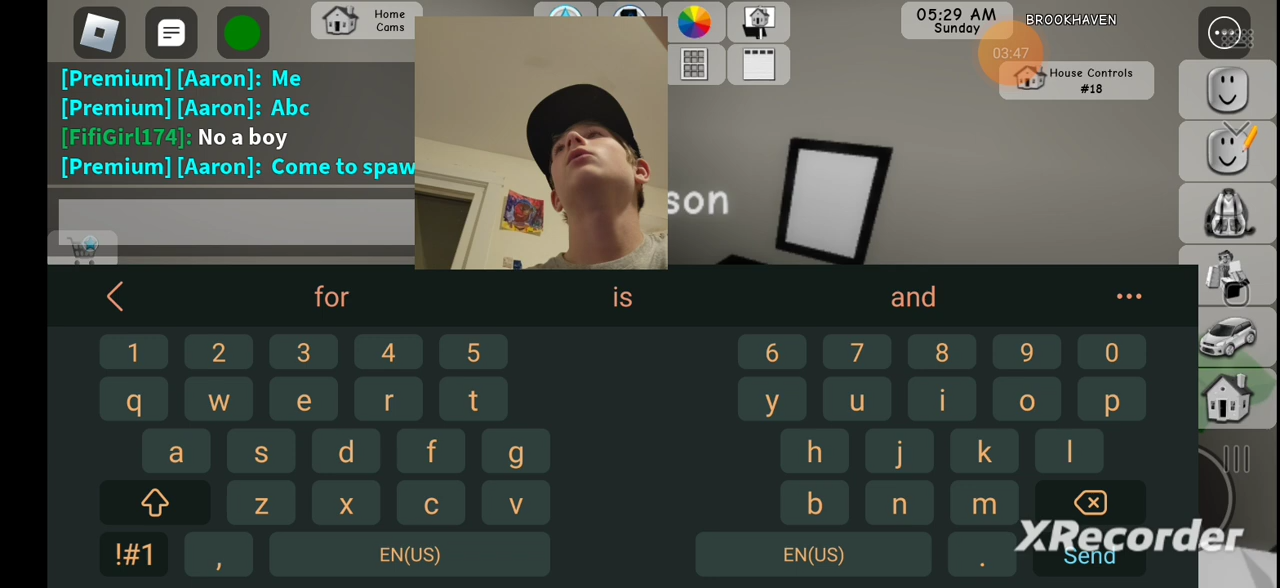 Home
Cams
05:29 AM
Sunday
BROOKHAVEN
03:47
House Controls
#18
[Premium] [Aaron]: Me
[Premium] [Aaron]: Abc
[FifiGirl174]: No a boy
[Premium] [Aaron]: Come to spaw
son
for is and ...
1 2 3 4 5 6 7 8 9 0
q w e r t y u i o p
a s d f g h j k l
z x c v b n m
!#1 , EN(US) EN(US) . Send
XRecorder